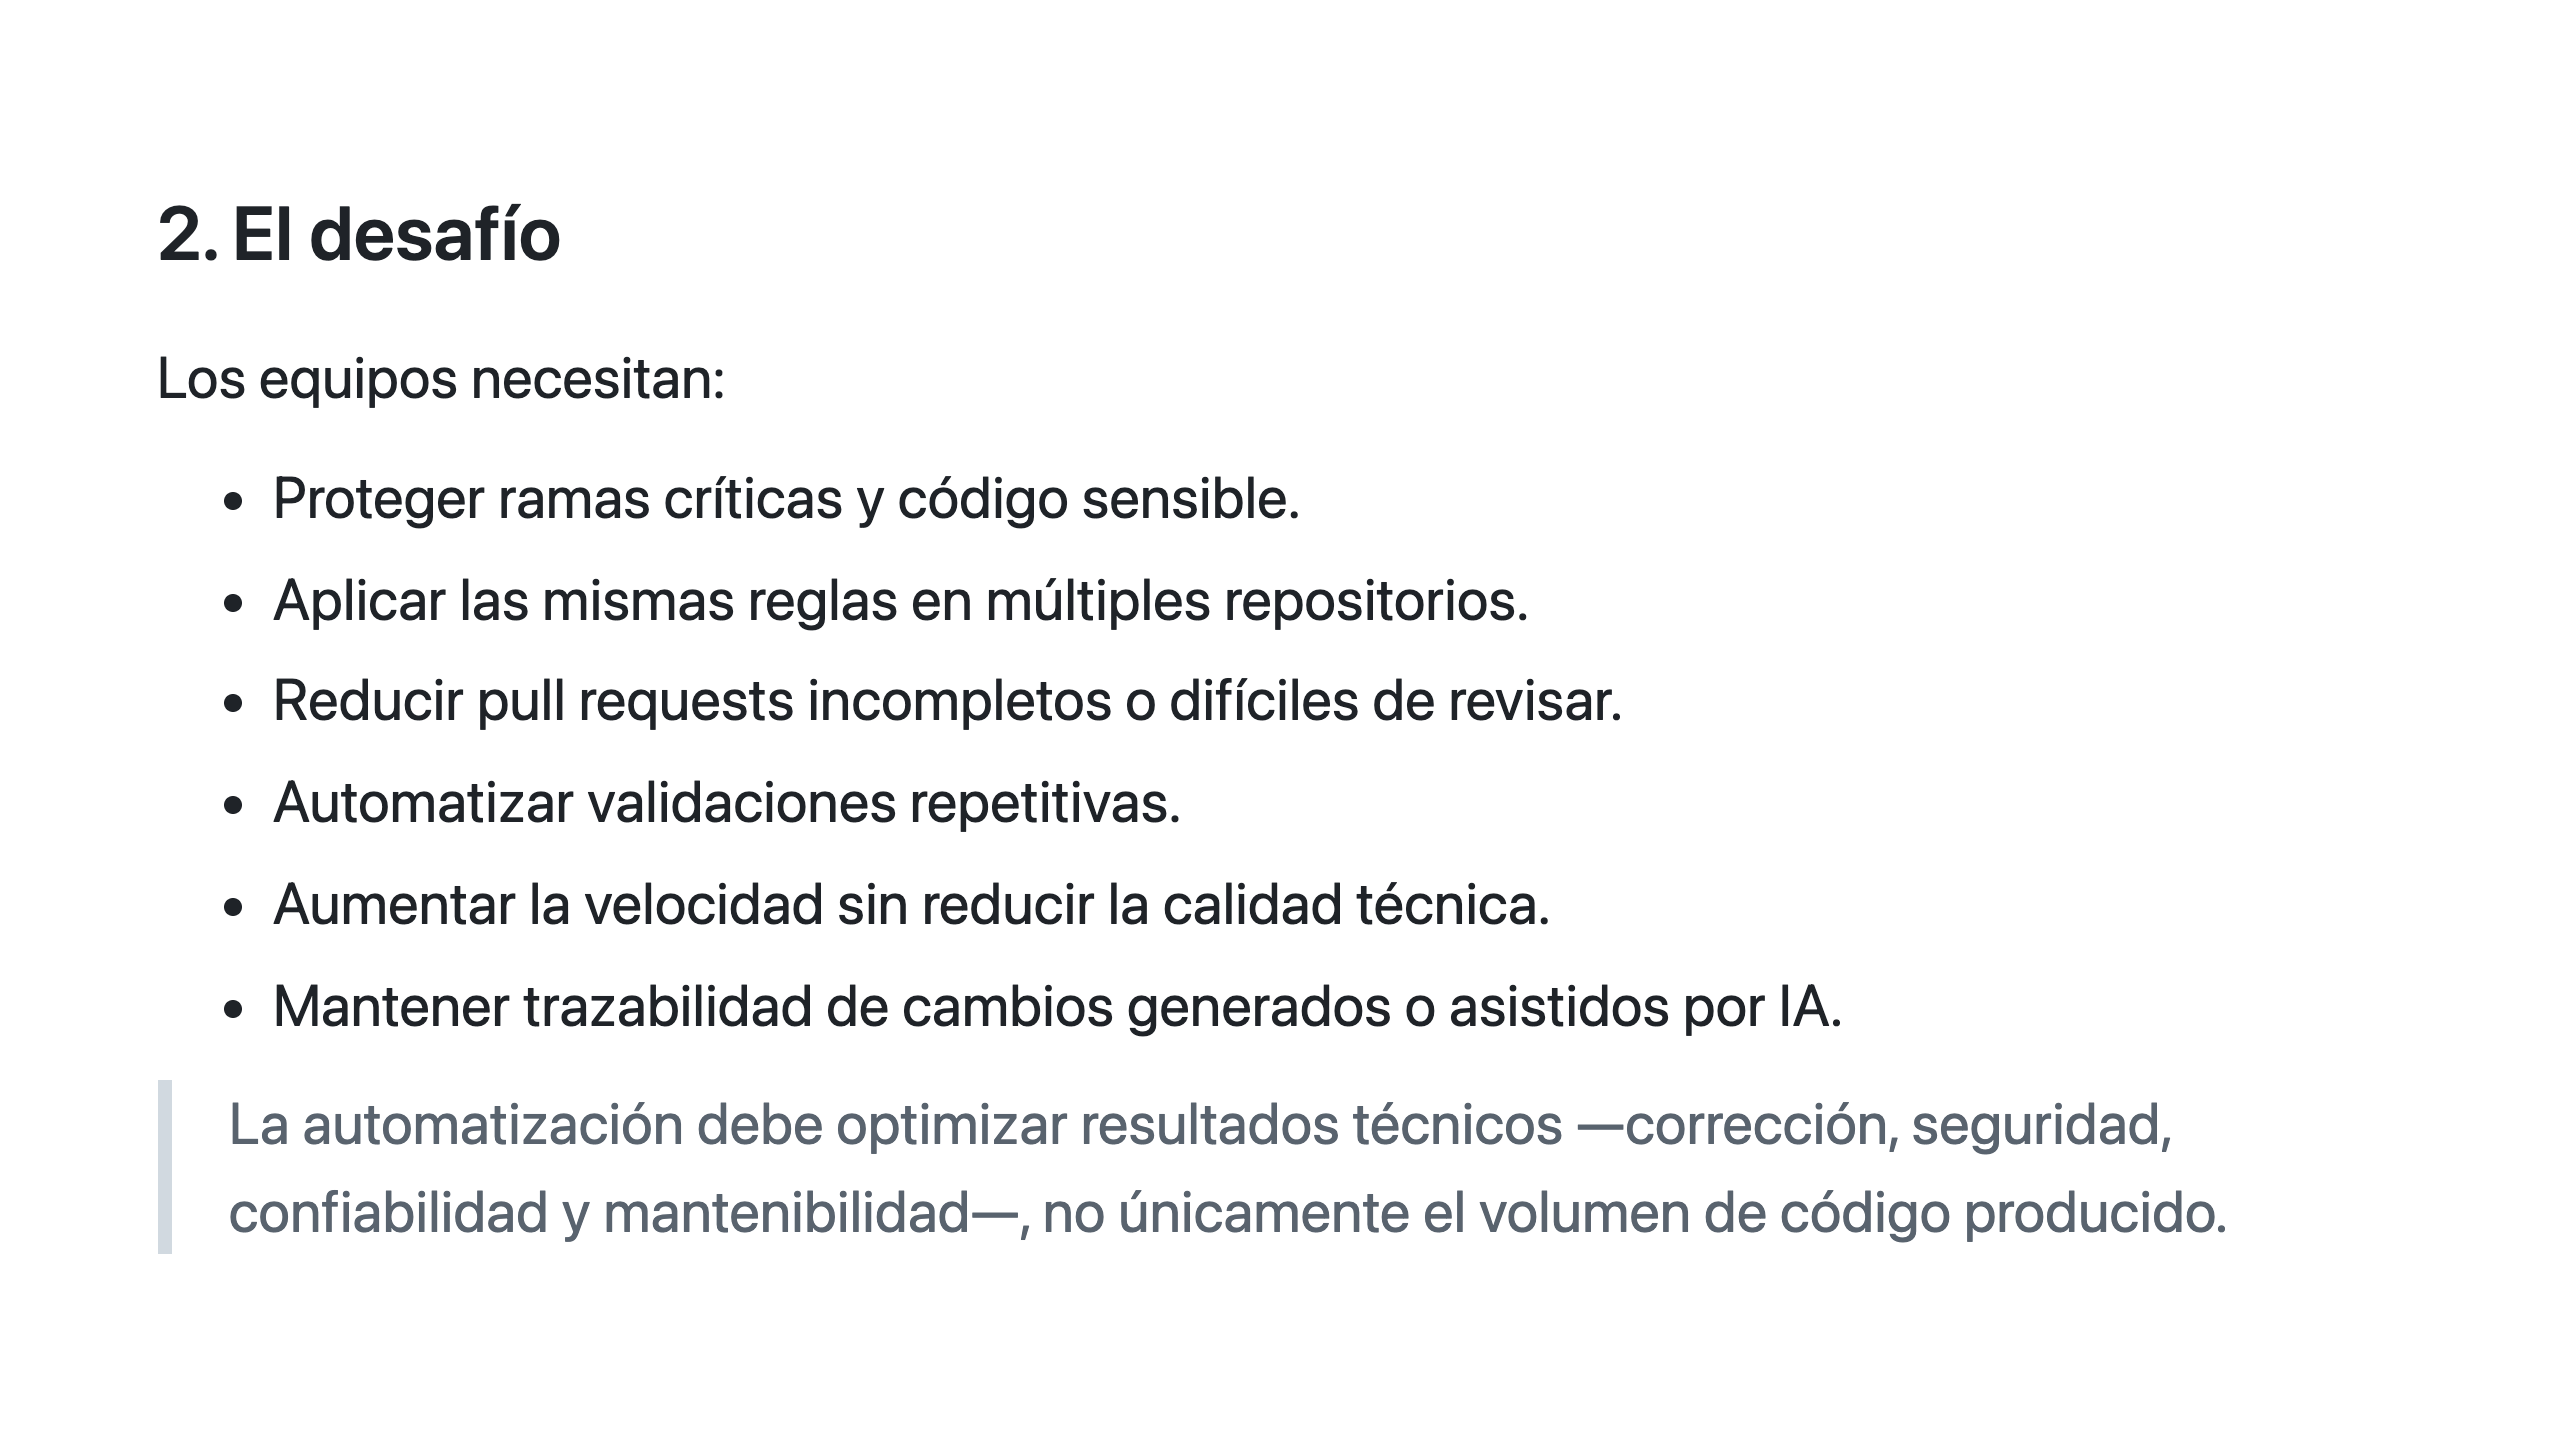 2. El desafío
Los equipos necesitan:
• Proteger ramas críticas y código sensible.
• Aplicar las mismas reglas en múltiples repositorios.
• Reducir pull requests incompletos o difíciles de revisar.
• Automatizar validaciones repetitivas.
• Aumentar la velocidad sin reducir la calidad técnica.
• Mantener trazabilidad de cambios generados o asistidos por IA.
La automatización debe optimizar resultados técnicos —corrección, seguridad,
confiabilidad y mantenibilidad—, no únicamente el volumen de código producido.